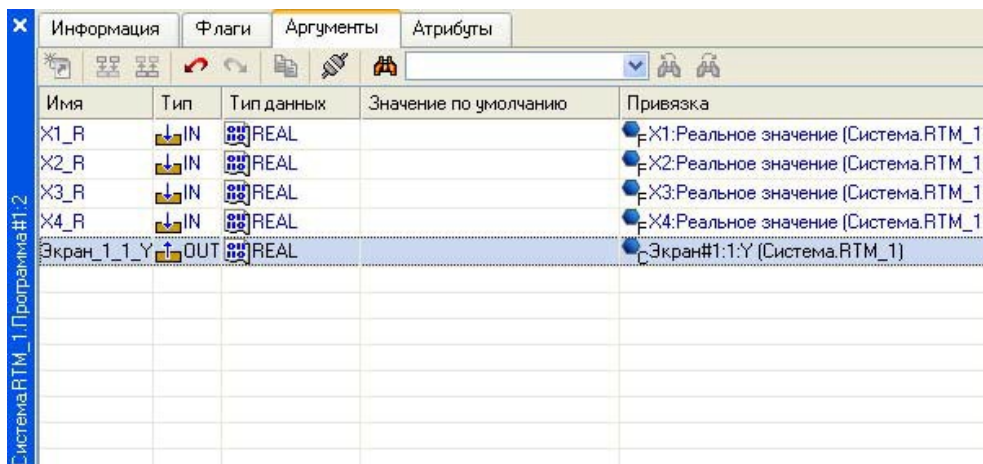 Информация Флаги Аргументы Атрибуты
Имя Тип Тип данных Значение по умолчанию Привязка
X1_R IN REAL X1:Реальное значение (Система.RTM_1
X2_R IN REAL X2:Реальное значение (Система.RTM_1
X3_R IN REAL X3:Реальное значение (Система.RTM_1
X4_R IN REAL X4:Реальное значение (Система.RTM_1
Экран_1_1_Y OUT REAL Экран#1:1:Y (Система.RTM_1)
Система.RTM_1.Программа#1:2